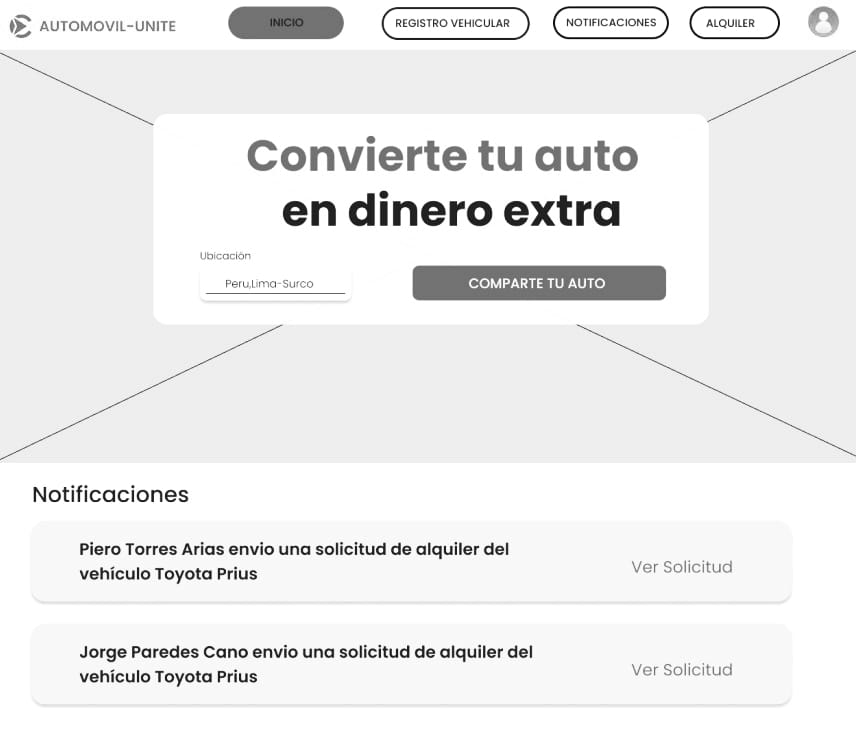 AUTOMOVIL-UNITE
INICIO
REGISTRO VEHICULAR
NOTIFICACIONES
ALQUILER
Convierte tu auto
en dinero extra
Ubicación
Peru,Lima-Surco
COMPARTE TU AUTO
Notificaciones
Piero Torres Arias envio una solicitud de alquiler del
vehículo Toyota Prius
Ver Solicitud
Jorge Paredes Cano envio una solicitud de alquiler del
vehículo Toyota Prius
Ver Solicitud